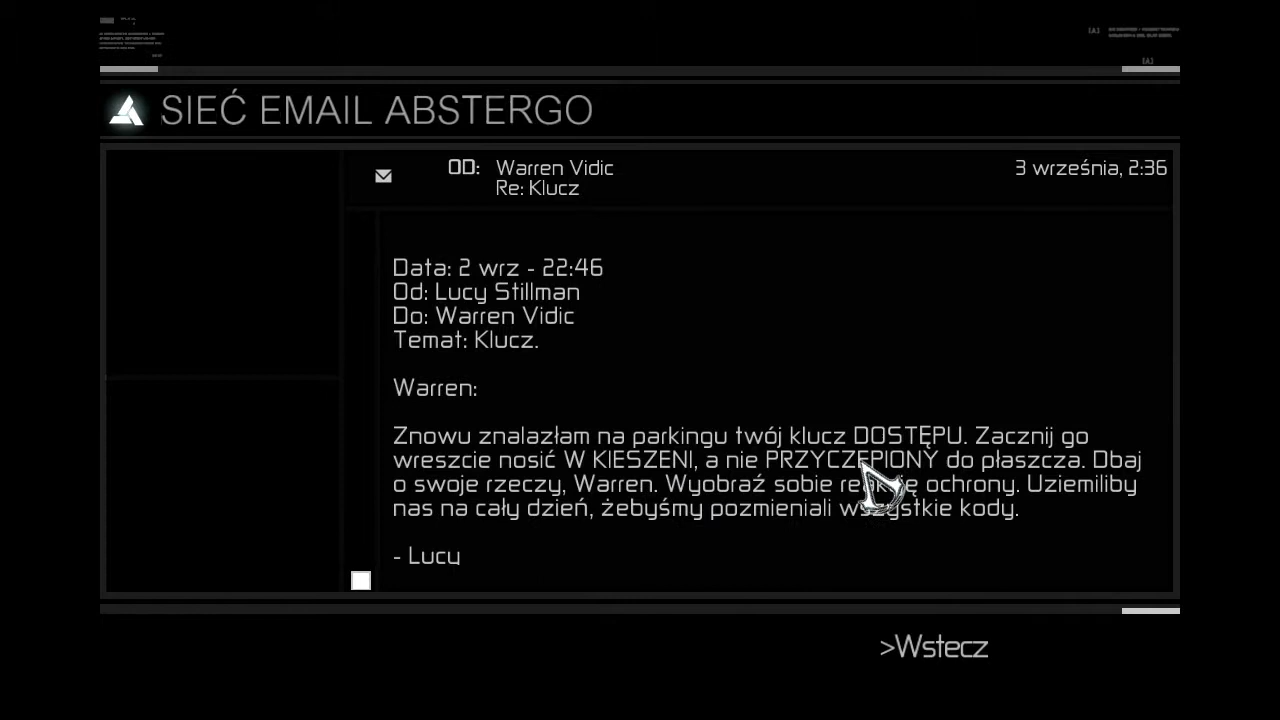 SIEĆ EMAIL ABSTERGO
OD: Warren Vidic 3 września, 2:36
Re: Klucz
Data: 2 wrz - 22:46
Od: Lucy Stillman
Do: Warren Vidic
Temat: Klucz.
Warren:
Znowu znalazłam na parkingu twój klucz DOSTĘPU. Zacznij go
wreszcie nosić W KIESZENI, a nie PRZYCZEPIONY do płaszcza. Dbaj
o swoje rzeczy, Warren. Wyobraź sobie reakcję ochrony. Uziemiliby
nas na cały dzień, żebyśmy pozmieniali wszystkie kody.
- Lucy
>Wstecz